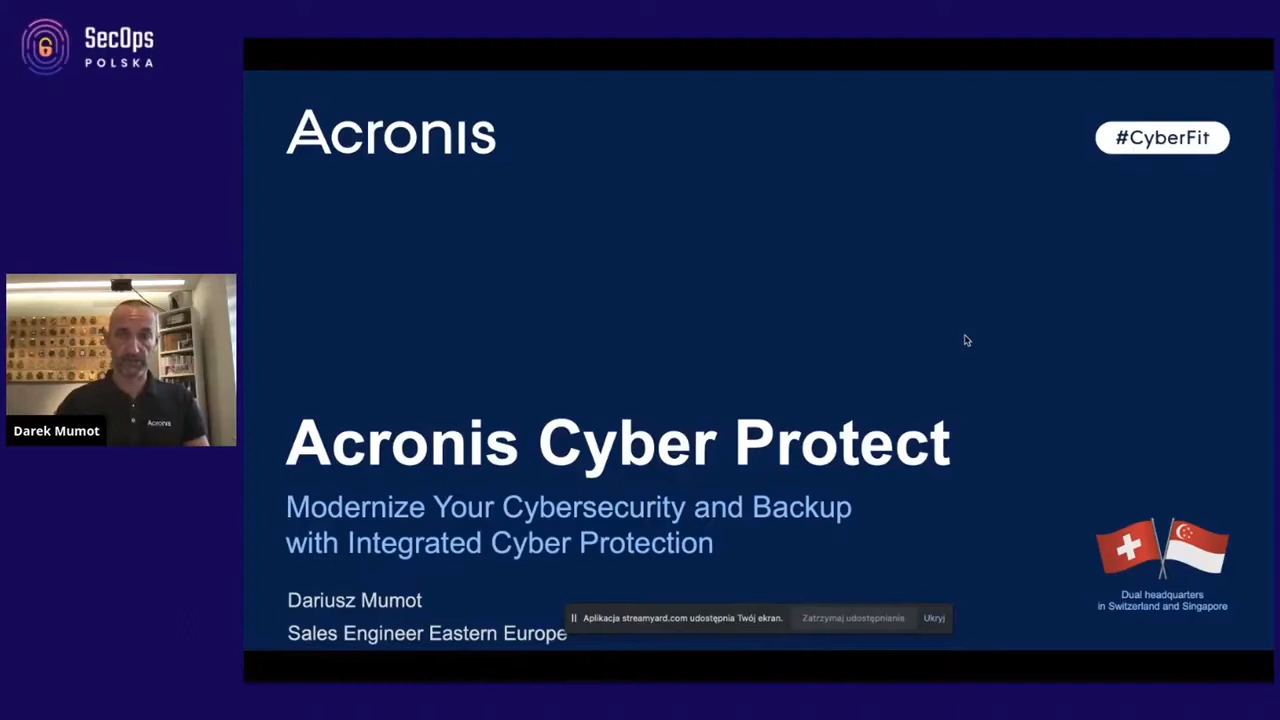 SecOps
POLSKA
Acronis
#CyberFit
Acronis
Darek Mumot
Acronis Cyber Protect
Modernize Your Cybersecurity and Backup
with Integrated Cyber Protection
Dual headquarters
in Switzerland and Singapore
Dariusz Mumot
Sales Engineer Eastern Europe
Aplikacja streamyard.com udostępnia Twój ekran.
Zatrzymaj udostępnianie
Ukryj